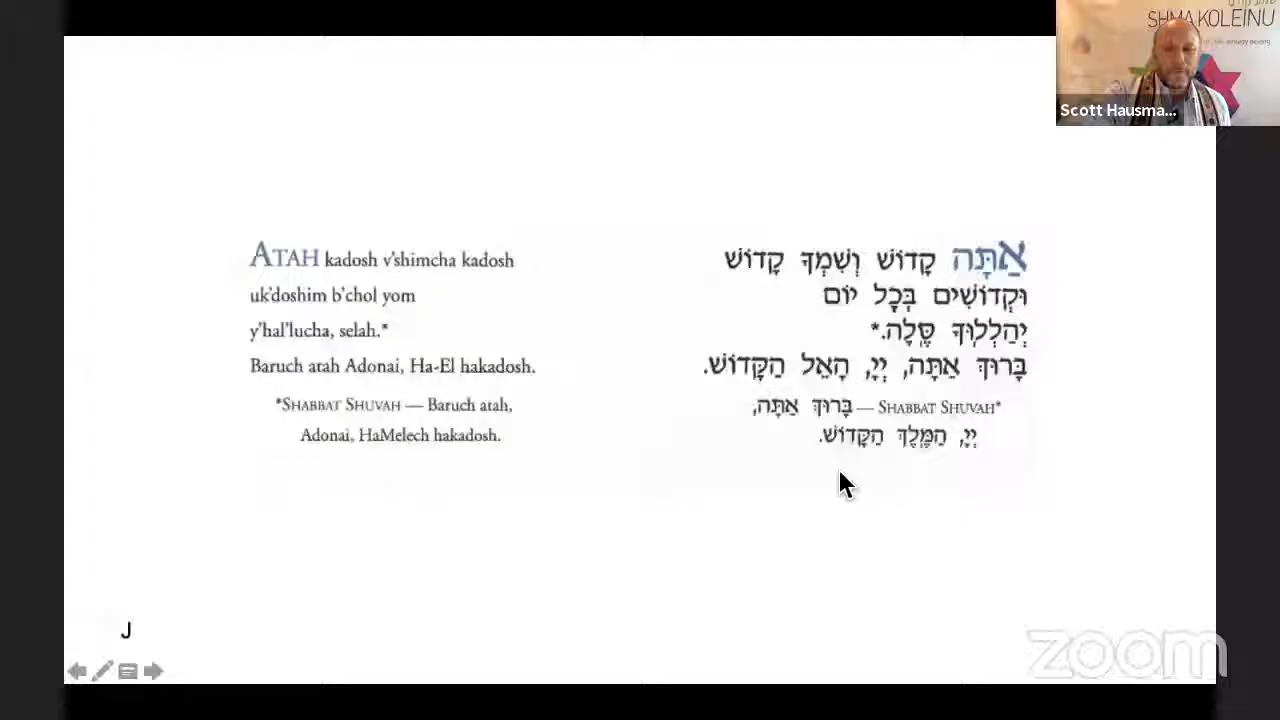 SHMA KOLEINU
Scott Hausma...
ATAH kadosh v'shimcha kadosh
uk'doshim b'chol yom
y'hal'lucha, selah.*
Baruch atah Adonai, Ha-El hakadosh.
*SHABBAT SHUVAH — Baruch atah,
Adonai, HaMelech hakadosh.
אַתָּה קָדוֹשׁ וְשִׁמְךָ קָדוֹשׁ
וּקְדוֹשִׁים בְּכׇל יוֹם
יְהַלְלֽוּךָ סֶּֽלָה.*
בָּרוּךְ אַתָּה, יְיָ, הָאֵל הַקָּדוֹשׁ.
*SHABBAT SHUVAH — בָּרוּךְ אַתָּה,
יְיָ, הַמֶּֽלֶךְ הַקָּדוֹשׁ.
J
zoom